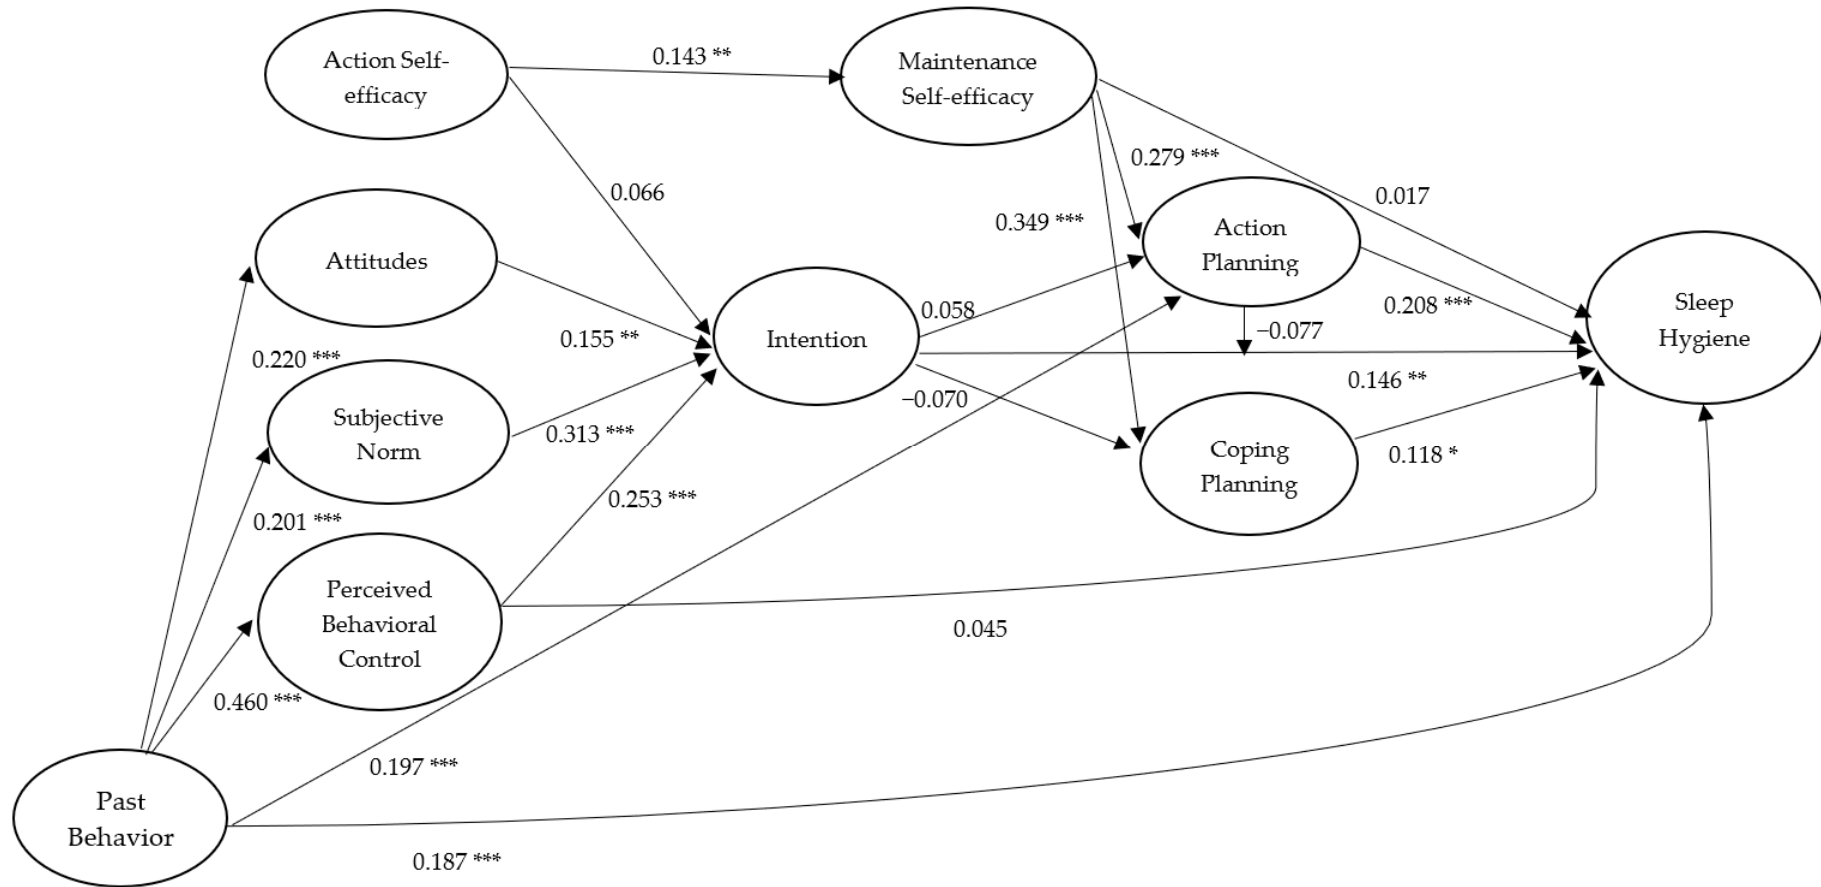 Action Self-
efficacy
0.143 **
Maintenance
Self-efficacy
0.279 ***
0.017
0.066
0.349 ***
Attitudes
Action
Planning
0.155 **
0.058
Intention
0.208 ***
−0.077
Sleep
Hygiene
0.220 ***
Subjective
Norm
0.313 ***
−0.070
0.146 **
Coping
Planning
0.118 *
0.201 ***
0.253 ***
Perceived
Behavioral
Control
0.045
0.460 ***
0.197 ***
Past
Behavior
0.187 ***